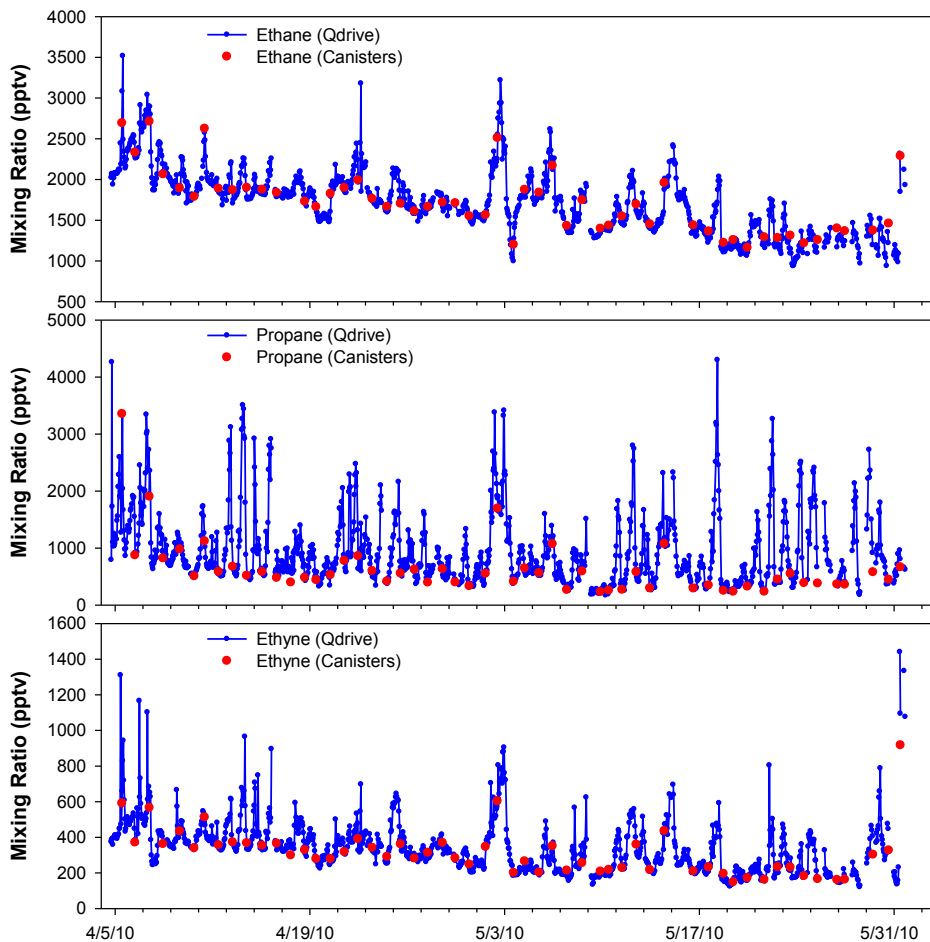 4000
Ethane (Qdrive)
3500
Ethane (Canisters)
3000
2500
2000
1500
1000
500
Mixing Ratio (pptv)
5000
Propane (Qdrive)
Propane (Canisters)
4000
3000
2000
1000
0
Mixing Ratio (pptv)
1600
Ethyne (Qdrive)
1400
Ethyne (Canisters)
1200
1000
800
600
400
200
0
Mixing Ratio (pptv)
4/5/10 4/19/10 5/3/10 5/17/10 5/31/10